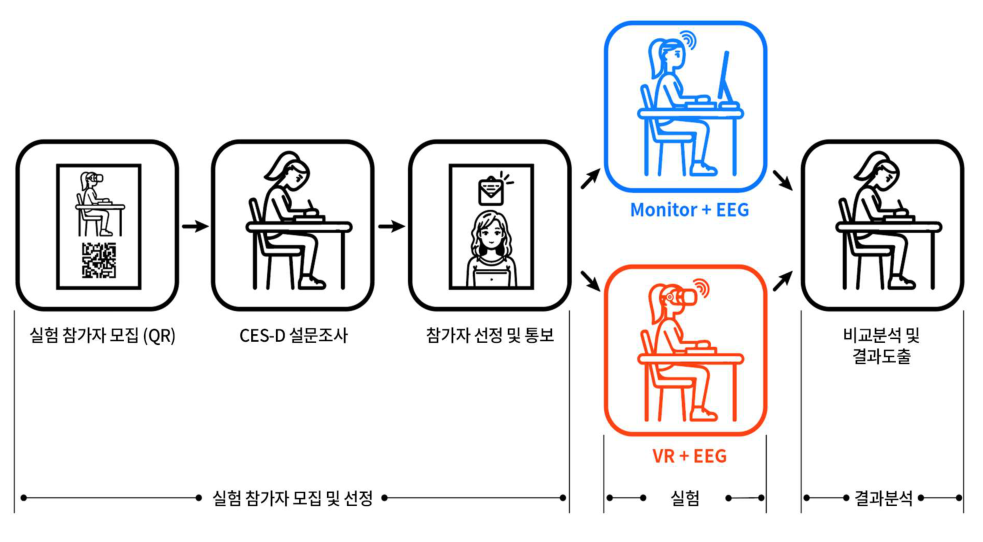 실험 참가자 모집 (QR)
CES-D 설문조사
참가자 선정 및 통보
Monitor + EEG
VR + EEG
비교분석 및
결과도출
실험 참가자 모집 및 선정
실험
결과분석